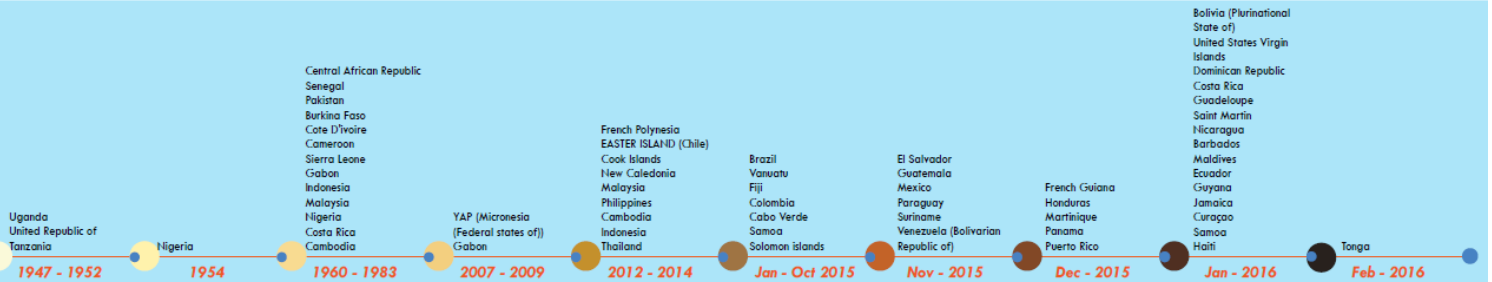 Uganda
United Republic of
Tanzania
1947 - 1952
Nigeria
1954
Central African Republic
Senegal
Pakistan
Burkina Faso
Cote D'ivoire
Cameroon
Sierra Leone
Gabon
Indonesia
Malaysia
Nigeria
Costa Rica
Cambodia
1960 - 1983
YAP (Micronesia
(Federal states of))
Gabon
2007 - 2009
French Polynesia
EASTER ISLAND (Chile)
Cook Islands
New Caledonia
Malaysia
Philippines
Cambodia
Indonesia
Thailand
2012 - 2014
Brazil
Vanuatu
Fiji
Colombia
Cabo Verde
Samoa
Solomon islands
Jan - Oct 2015
El Salvador
Guatemala
Mexico
Paraguay
Suriname
Venezuela (Bolivarian
Republic of)
Nov - 2015
French Guiana
Honduras
Martinique
Panama
Puerto Rico
Dec - 2015
Bolivia (Plurinational
State of)
United States Virgin
Islands
Dominican Republic
Costa Rica
Guadeloupe
Saint Martin
Nicaragua
Barbados
Maldives
Ecuador
Guyana
Jamaica
Curaçao
Samoa
Haiti
Jan - 2016
Tonga
Feb - 2016